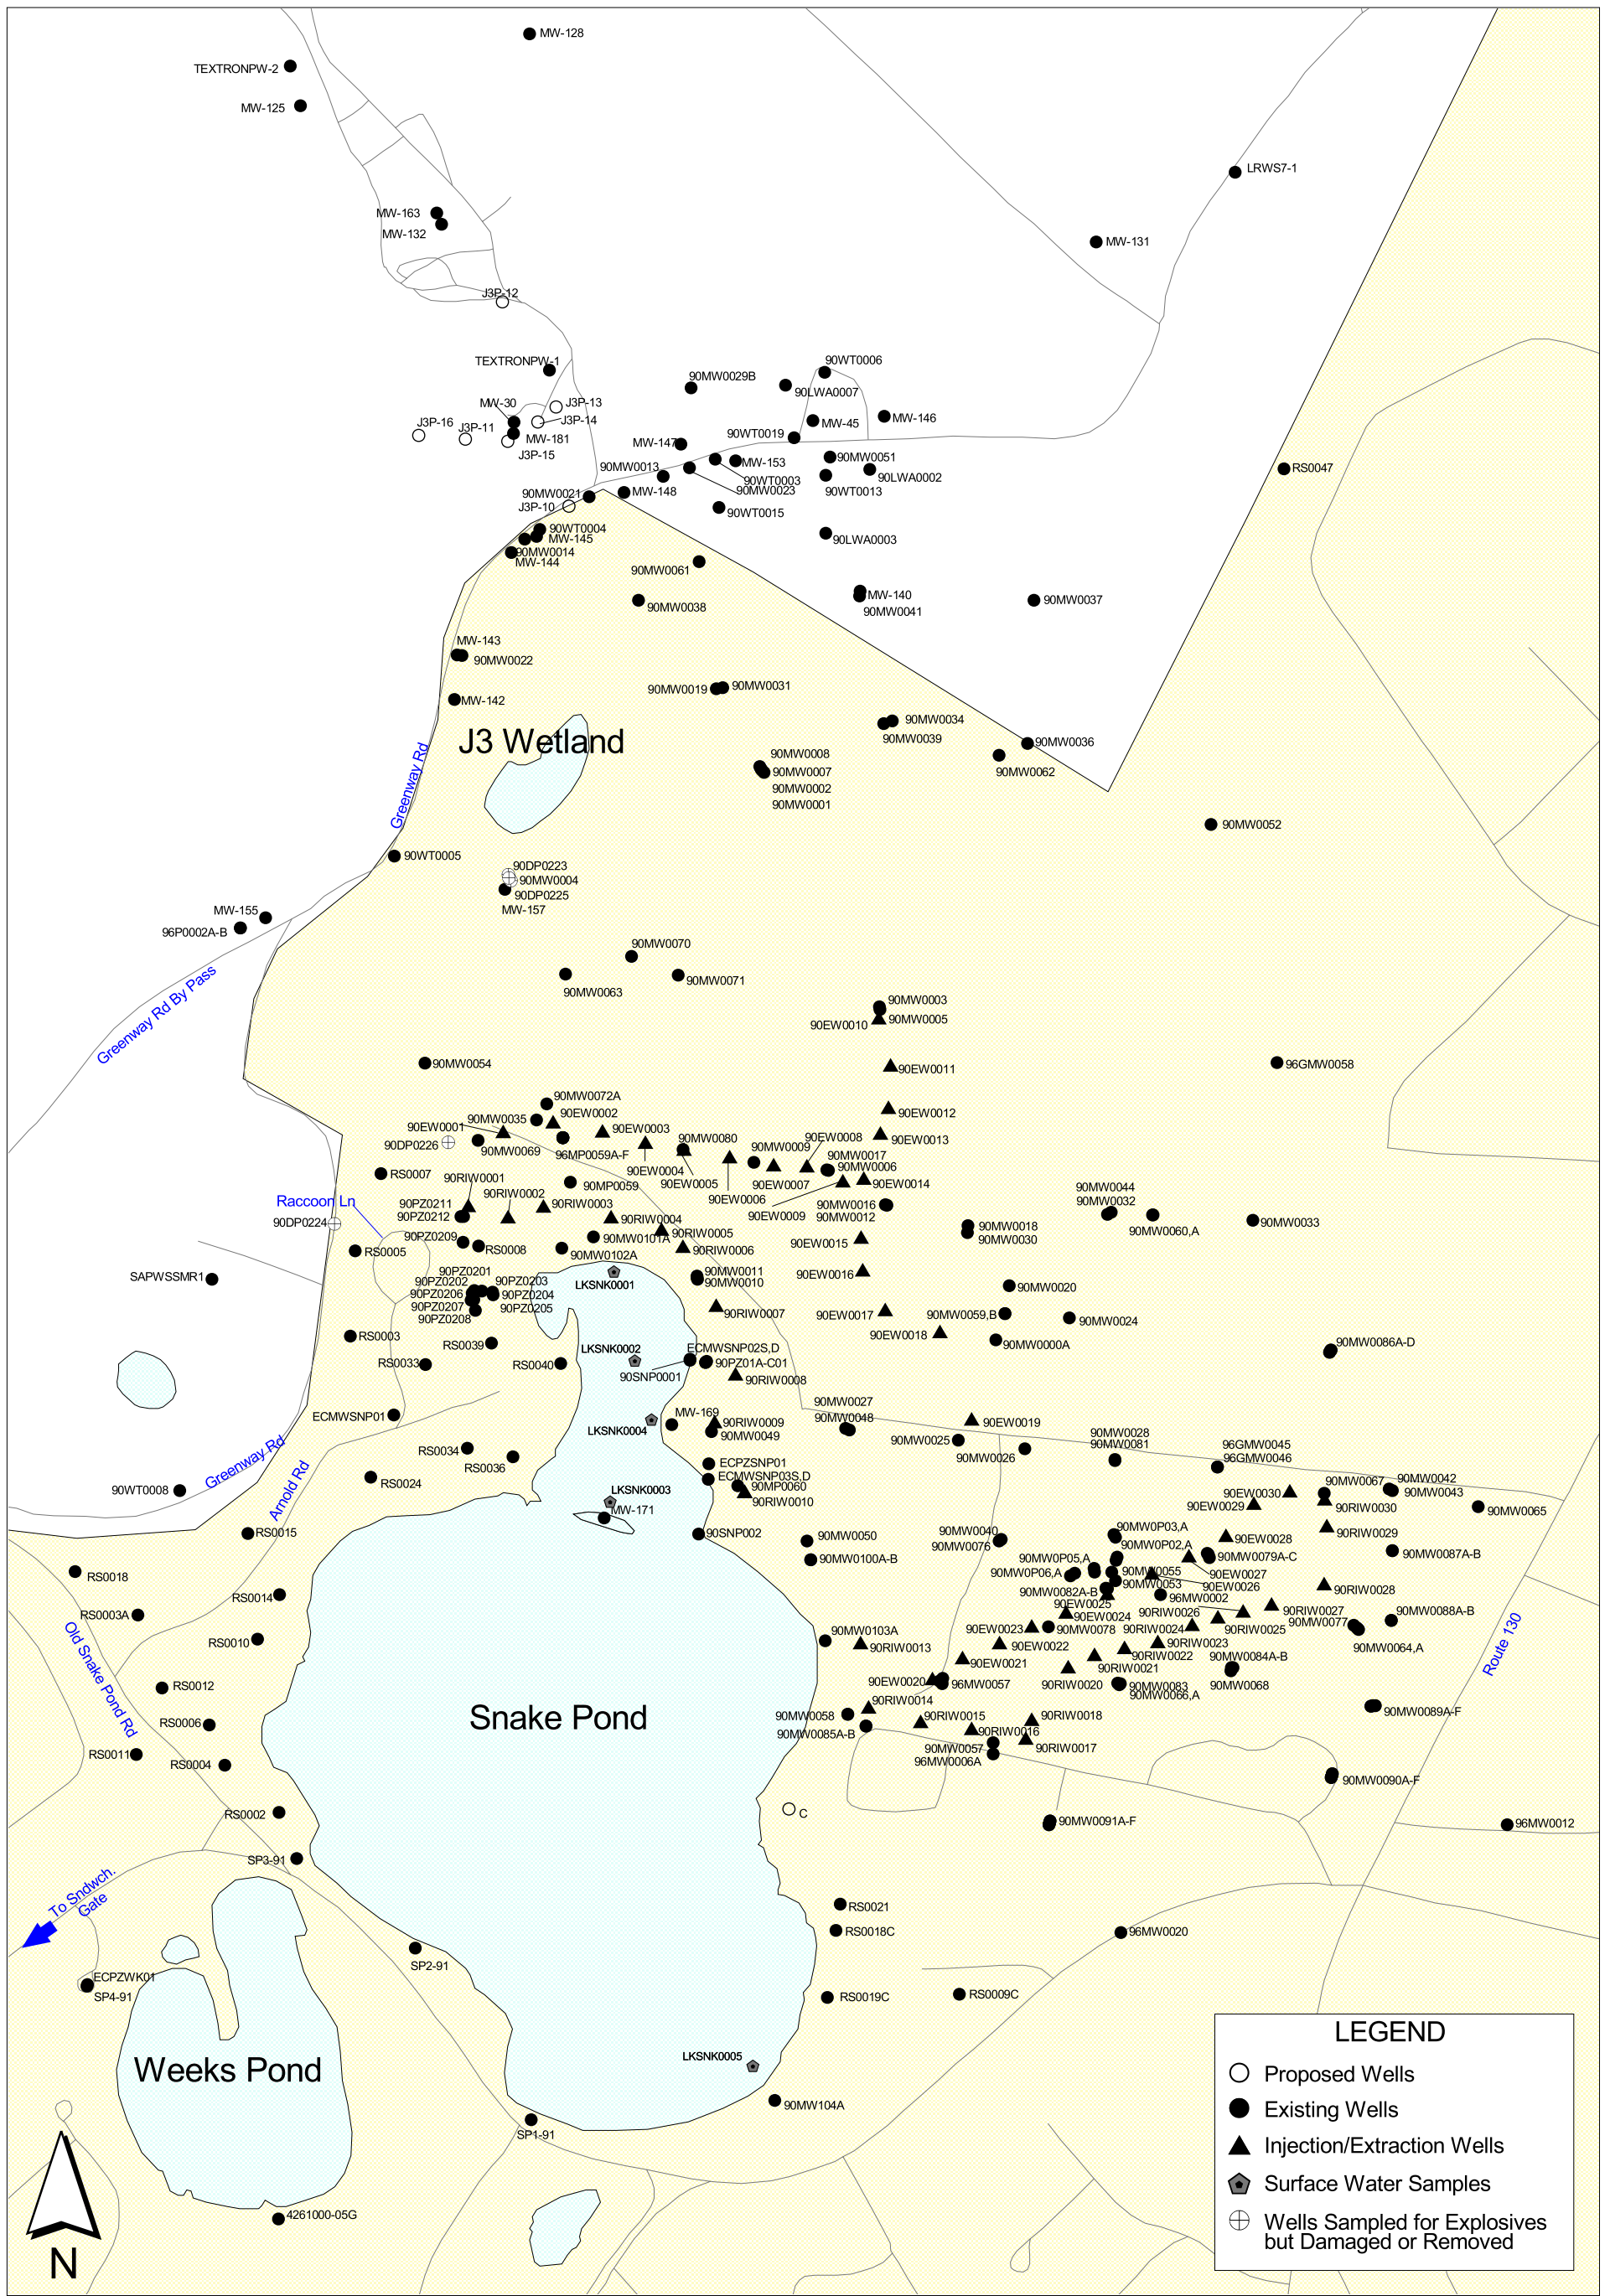 MW-128
TEXTRONPW-2
MW-125
LRWS7-1
MW-163
MW-132
MW-131
J3P-12
TEXTRONPW-1
90WT0006
90MW0029B
90LWA0007
MW-30
J3P-13
J3P-14
MW-146
J3P-16
J3P-11
MW-45
MW-181
90WT0019
J3P-15
MW-147
90MW0051
90MW0013
MW-153
RS0047
90WT0003
90LWA0002
90MW0023
90WT0013
90MW0021
MW-148
J3P-10
90WT0015
90WT0004
MW-145
90LWA0003
90MW0014
MW-144
90MW0061
MW-140
90MW0037
90MW0038
90MW0041
MW-143
90MW0022
90MW0031
90MW0019
MW-142
90MW0034
90MW0039
J3 Wetland
90MW0036
90MW0008
90MW0062
90MW0007
Greenway Rd
90MW0002
90MW0001
90MW0052
90WT0005
90DP0223
90MW0004
90DP0225
MW-155
MW-157
96P0002A-B
90MW0070
90MW0071
90MW0063
Greenway Rd By Pass
90MW0003
90MW0005
90EW0010
90MW0054
96GMW0058
90EW0011
90MW0072A
90EW0002
90EW0012
90MW0035
90EW0001
90EW0003
90MW0080
90EW0008
90EW0013
90DP0226
90MW0069
96MP0059A-F
90MW0009
90MW0017
90MW0006
90EW0004
RS0007
90RIW0001
90EW0005
90EW0007
90EW0014
90MP0059
90EW0006
90MW0044
90RIW0002
90MW0032
Raccoon Ln
90PZ0211
90RIW0003
90MW0016
90PZ0212
90RIW0004
90EW0009
90MW0012
90DP0224
90MW0018
90MW0060,A
90MW0033
90RIW0005
90MW0030
90PZ0209
90MW0101A
90EW0015
RS0005
RS0008
90MW0102A
90RIW0006
90PZ0201
90MW0011
90EW0016
SAPWSSMR1
90PZ0202
90PZ0203
LKSNK0001
90MW0010
90MW0020
90PZ0206
90PZ0204
90PZ0207
90PZ0205
90RIW0007
90EW0017
90MW0059,B
90PZ0208
90MW0024
RS0003
90EW0018
RS0039
LKSNK0002
ECMWSNP02S,D
90MW0000A
90MW0086A-D
RS0033
RS0040
90PZ01A-C01
90SNP0001
90RIW0008
90MW0027
ECMWSNP01
MW-169
90RIW0009
90MW0048
90EW0019
LKSNK0004
90MW0049
90MW0025
90MW0028
RS0034
90MW0081
96GMW0045
Greenway Rd
RS0036
ECPZSNP01
90MW0026
96GMW0046
RS0024
ECMWSNP03S,D
90MW0067
90MW0042
Arnold Rd
90MP0060
90EW0030
90MW0043
90WT0008
LKSNK0003
90RIW0010
90EW0029
90RIW0030
90MW0065
MW-171
RS0015
90SNP002
90MW0050
90MW0040
90MW0P03,A
90EW0028
90RIW0029
90MW0076
90MW0P02,A
90MW0087A-B
90MW0100A-B
90MW0P05,A
90MW0079A-C
RS0018
90MW0P06,A
90MW0055
90EW0027
90MW0053
90EW0026
90RIW0028
RS0014
90MW0082A-B
96MW0002
90EW0025
RS0003A
90EW0024
90RIW0026
90RIW0027
90MW0088A-B
Old Snake Pond Rd
90EW0023
90MW0078
90RIW0024
90RIW0025
90MW0077
RS0010
90MW0103A
90RIW0013
90EW0022
90RIW0023
90MW0064,A
90RIW0022
90MW0084A-B
Route 130
90EW0021
90RIW0021
90EW0020
96MW0057
90RIW0020
90MW0083
90MW0068
RS0012
90MW0066,A
90RIW0014
90MW0089A-F
Snake Pond
90MW0058
90RIW0015
90RIW0018
RS0006
90MW0085A-B
90RIW0016
90MW0057
90RIW0017
RS0011
96MW0006A
RS0004
90MW0090A-F
RS0002
C
90MW0091A-F
96MW0012
SP3-91
To Sndwch.
Gate
RS0021
RS0018C
96MW0020
SP2-91
ECPZWK01
SP4-91
RS0019C
RS0009C
LEGEND
LKSNK0005
Weeks Pond
Proposed Wells
90MW104A
Existing Wells
SP1-91
Injection/Extraction Wells
Surface Water Samples
4261000-05G
Wells Sampled for Explosives
but Damaged or Removed
N